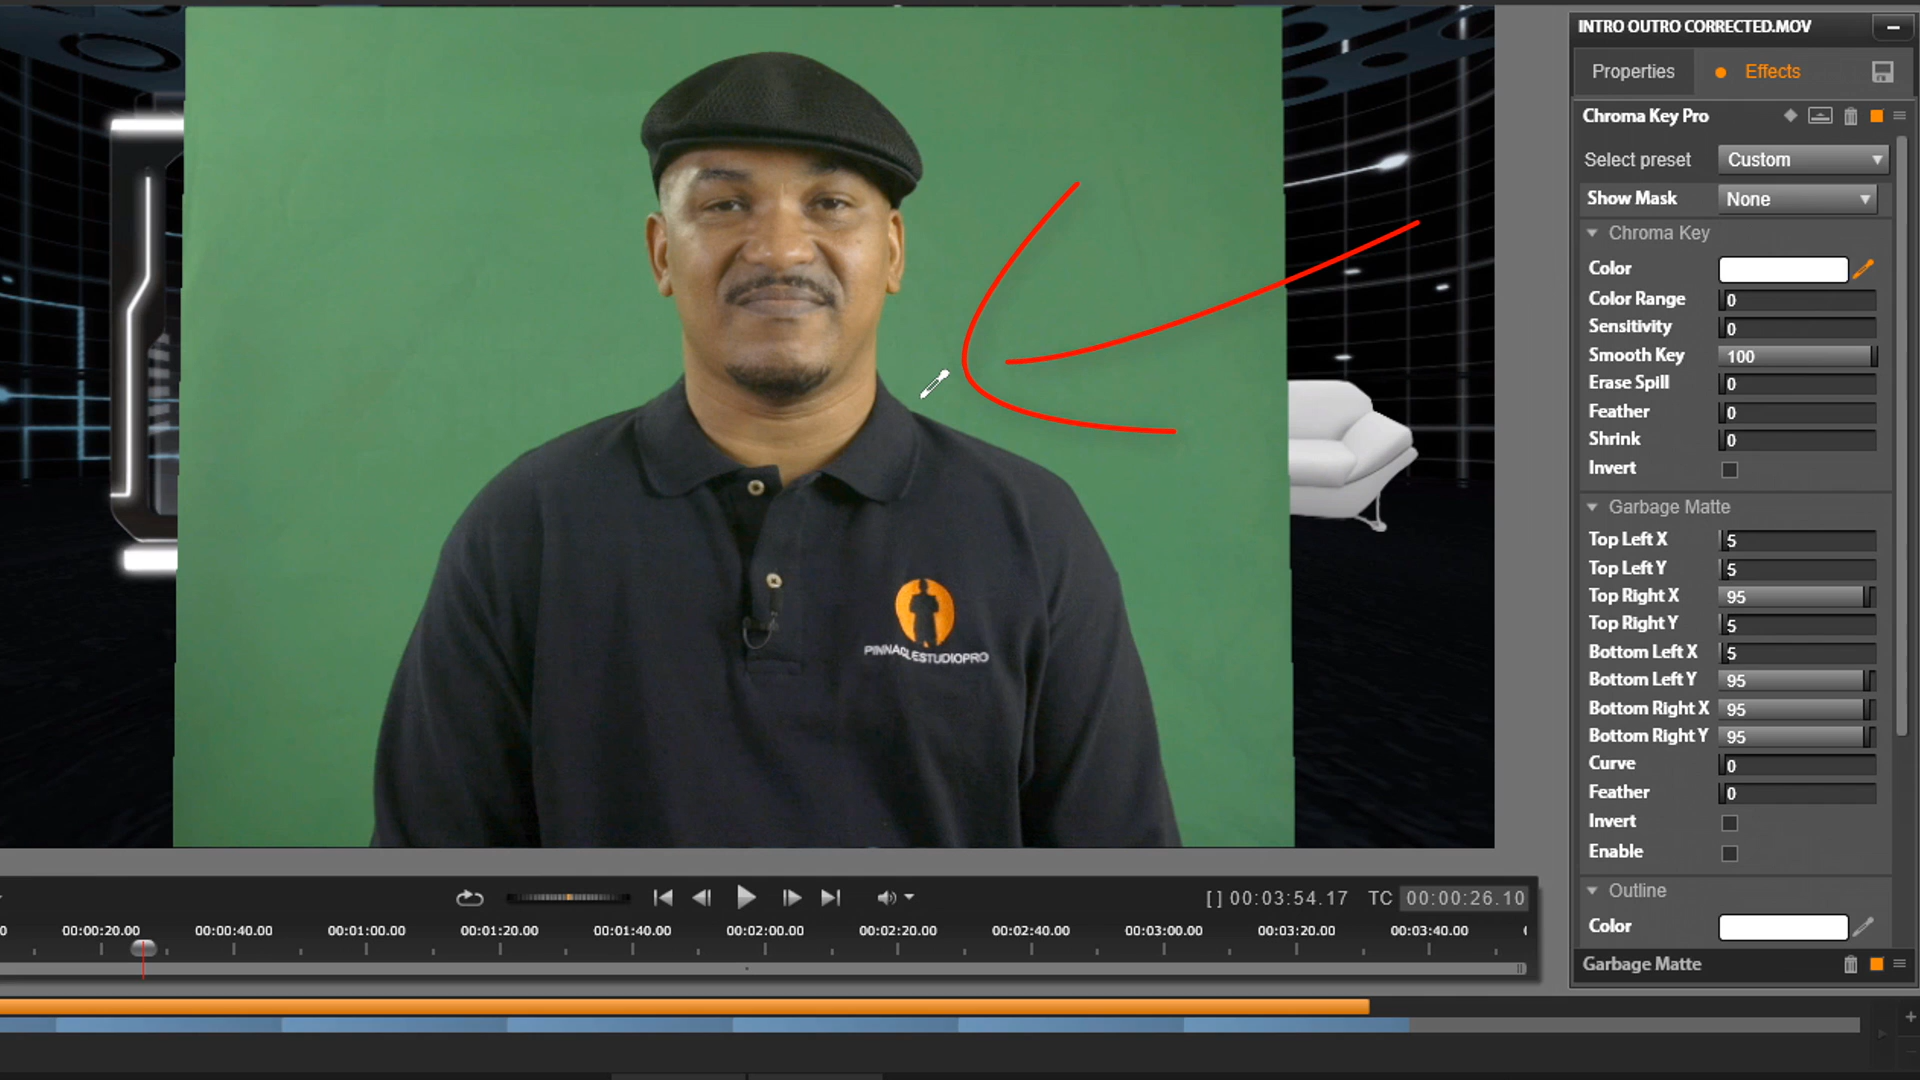 INTRO OUTRO CORRECTED.MOV
Properties
Effects
Chroma Key Pro
Select preset Custom
Show Mask None
Chroma Key
Color
Color Range 0
Sensitivity 0
Smooth Key 100
Erase Spill 0
Feather 0
Shrink 0
Invert
Garbage Matte
Top Left X 5
Top Left Y 5
Top Right X 95
Top Right Y 5
Bottom Left X 5
Bottom Left Y 95
Bottom Right X 95
Bottom Right Y 95
Curve 0
Feather 0
Invert
Enable
Outline
Color
Garbage Matte
PINNACLESTUDIOPRO
[] 00:03:54.17 TC 00:00:26.10
00:00:20.00 00:00:40.00 00:01:00.00 00:01:20.00 00:01:40.00 00:02:00.00 00:02:20.00 00:02:40.00 00:03:00.00 00:03:20.00 00:03:40.00